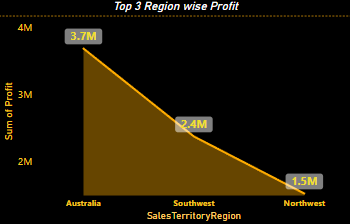 Top 3 Region wise Profit
4M
3.7M
3M
2.4M
2M
1.5M
Sum of Profit
Australia
Southwest
Northwest
SalesTerritoryRegion